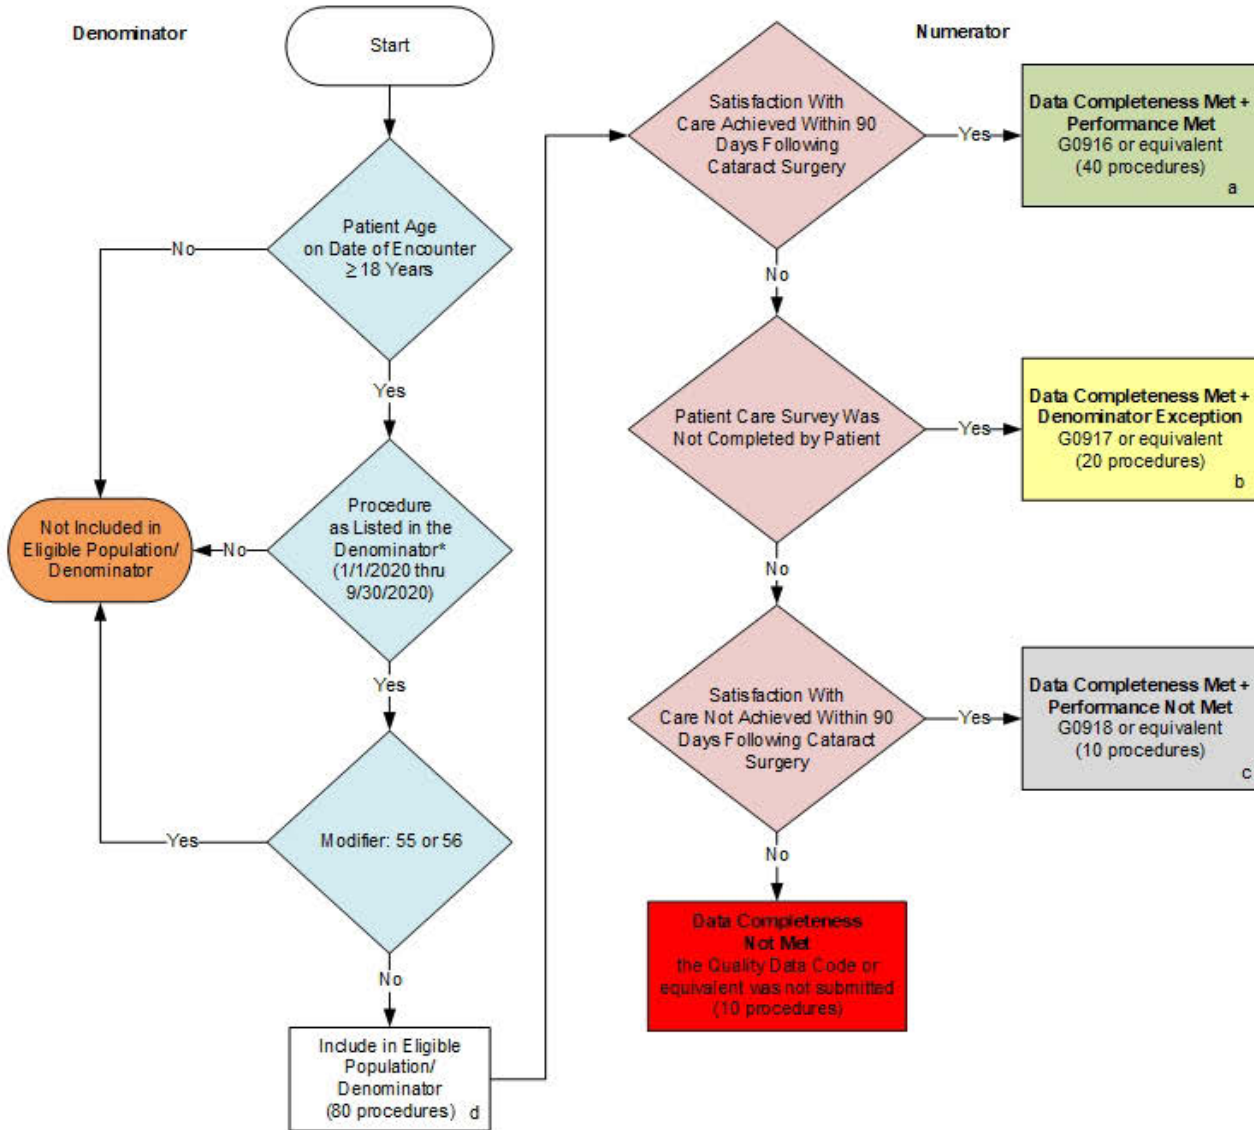 Denominator
Start
Patient Age
on Date of Encounter
≥ 18 Years
No
Yes
Procedure
as Listed in the
Denominator*
(1/1/2020 thru
9/30/2020)
No
Not Included in
Eligible Population/
Denominator
Yes
Modifier: 55 or 56
Yes
No
Include in Eligible
Population/
Denominator
(80 procedures)
d
Numerator
Satisfaction With
Care Achieved Within 90
Days Following
Cataract Surgery
Yes
Data Completeness Met +
Performance Met
G0916 or equivalent
(40 procedures)
a
No
Patient Care Survey Was
Not Completed by Patient
Yes
Data Completeness Met +
Denominator Exception
G0917 or equivalent
(20 procedures)
b
No
Satisfaction With
Care Not Achieved Within 90
Days Following Cataract
Surgery
Yes
Data Completeness Met +
Performance Not Met
G0918 or equivalent
(10 procedures)
c
No
Data Completeness
Not Met
the Quality Data Code or
equivalent was not submitted
(10 procedures)